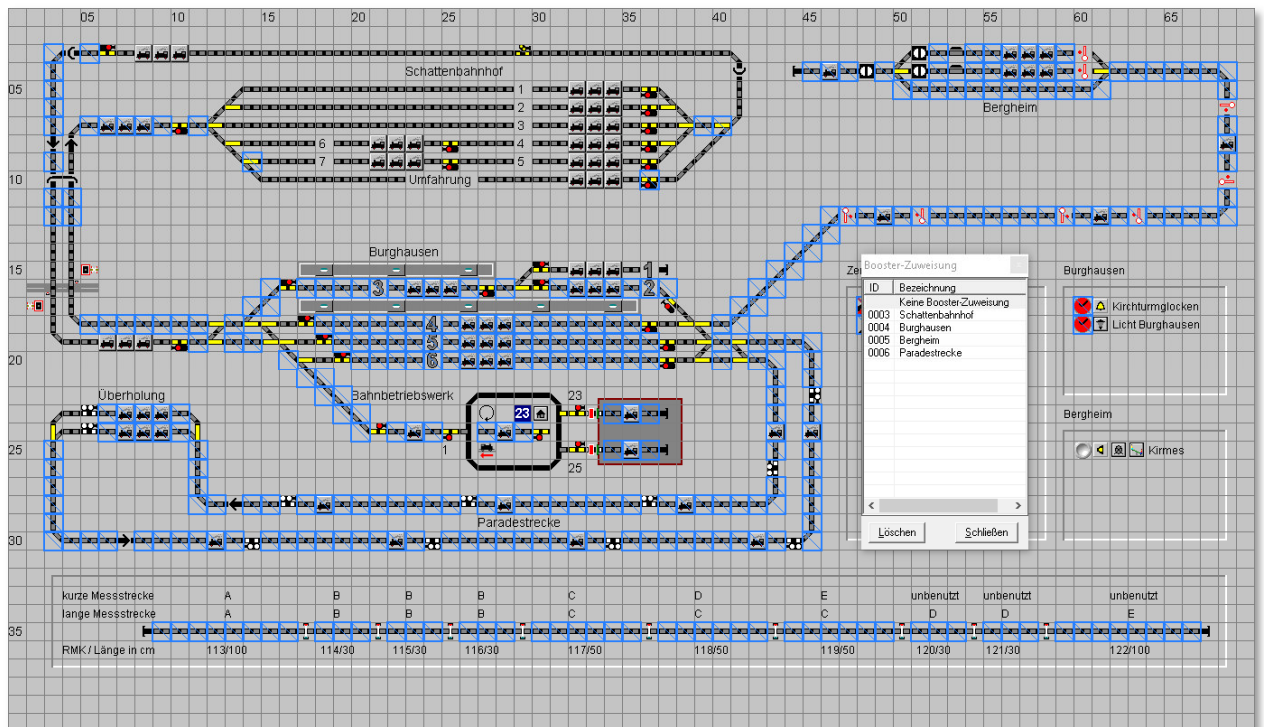 05 10 15 20 25 30 35 40 45 50 55 60 65
Schattenbahnhof
05
1
2
Bergheim
3
6 4
7 5
10
Umfahrung
Burghausen
15
1
3 2
4
5
20
6
Booster-Zuweisung
ID Bezeichnung
Keine Booster-Zuweisung
0003 Schattenbahnhof
0004 Burghausen
0005 Bergheim
0006 Paradestrecke
Löschen Schließen
Ze
Burghausen
Kirchturmglocken
Licht Burghausen
Überholung
Bahnbetriebswerk
23
23
1
25
25
Bergheim
Kirmes
Paradestrecke
30
kurze Messstrecke A B B B C D E unbenutzt unbenutzt unbenutzt
lange Messstrecke A B B B C C C D D E
35
RMK / Länge in cm 113/100 114/30 115/30 116/30 117/50 118/50 119/50 120/30 121/30 122/100